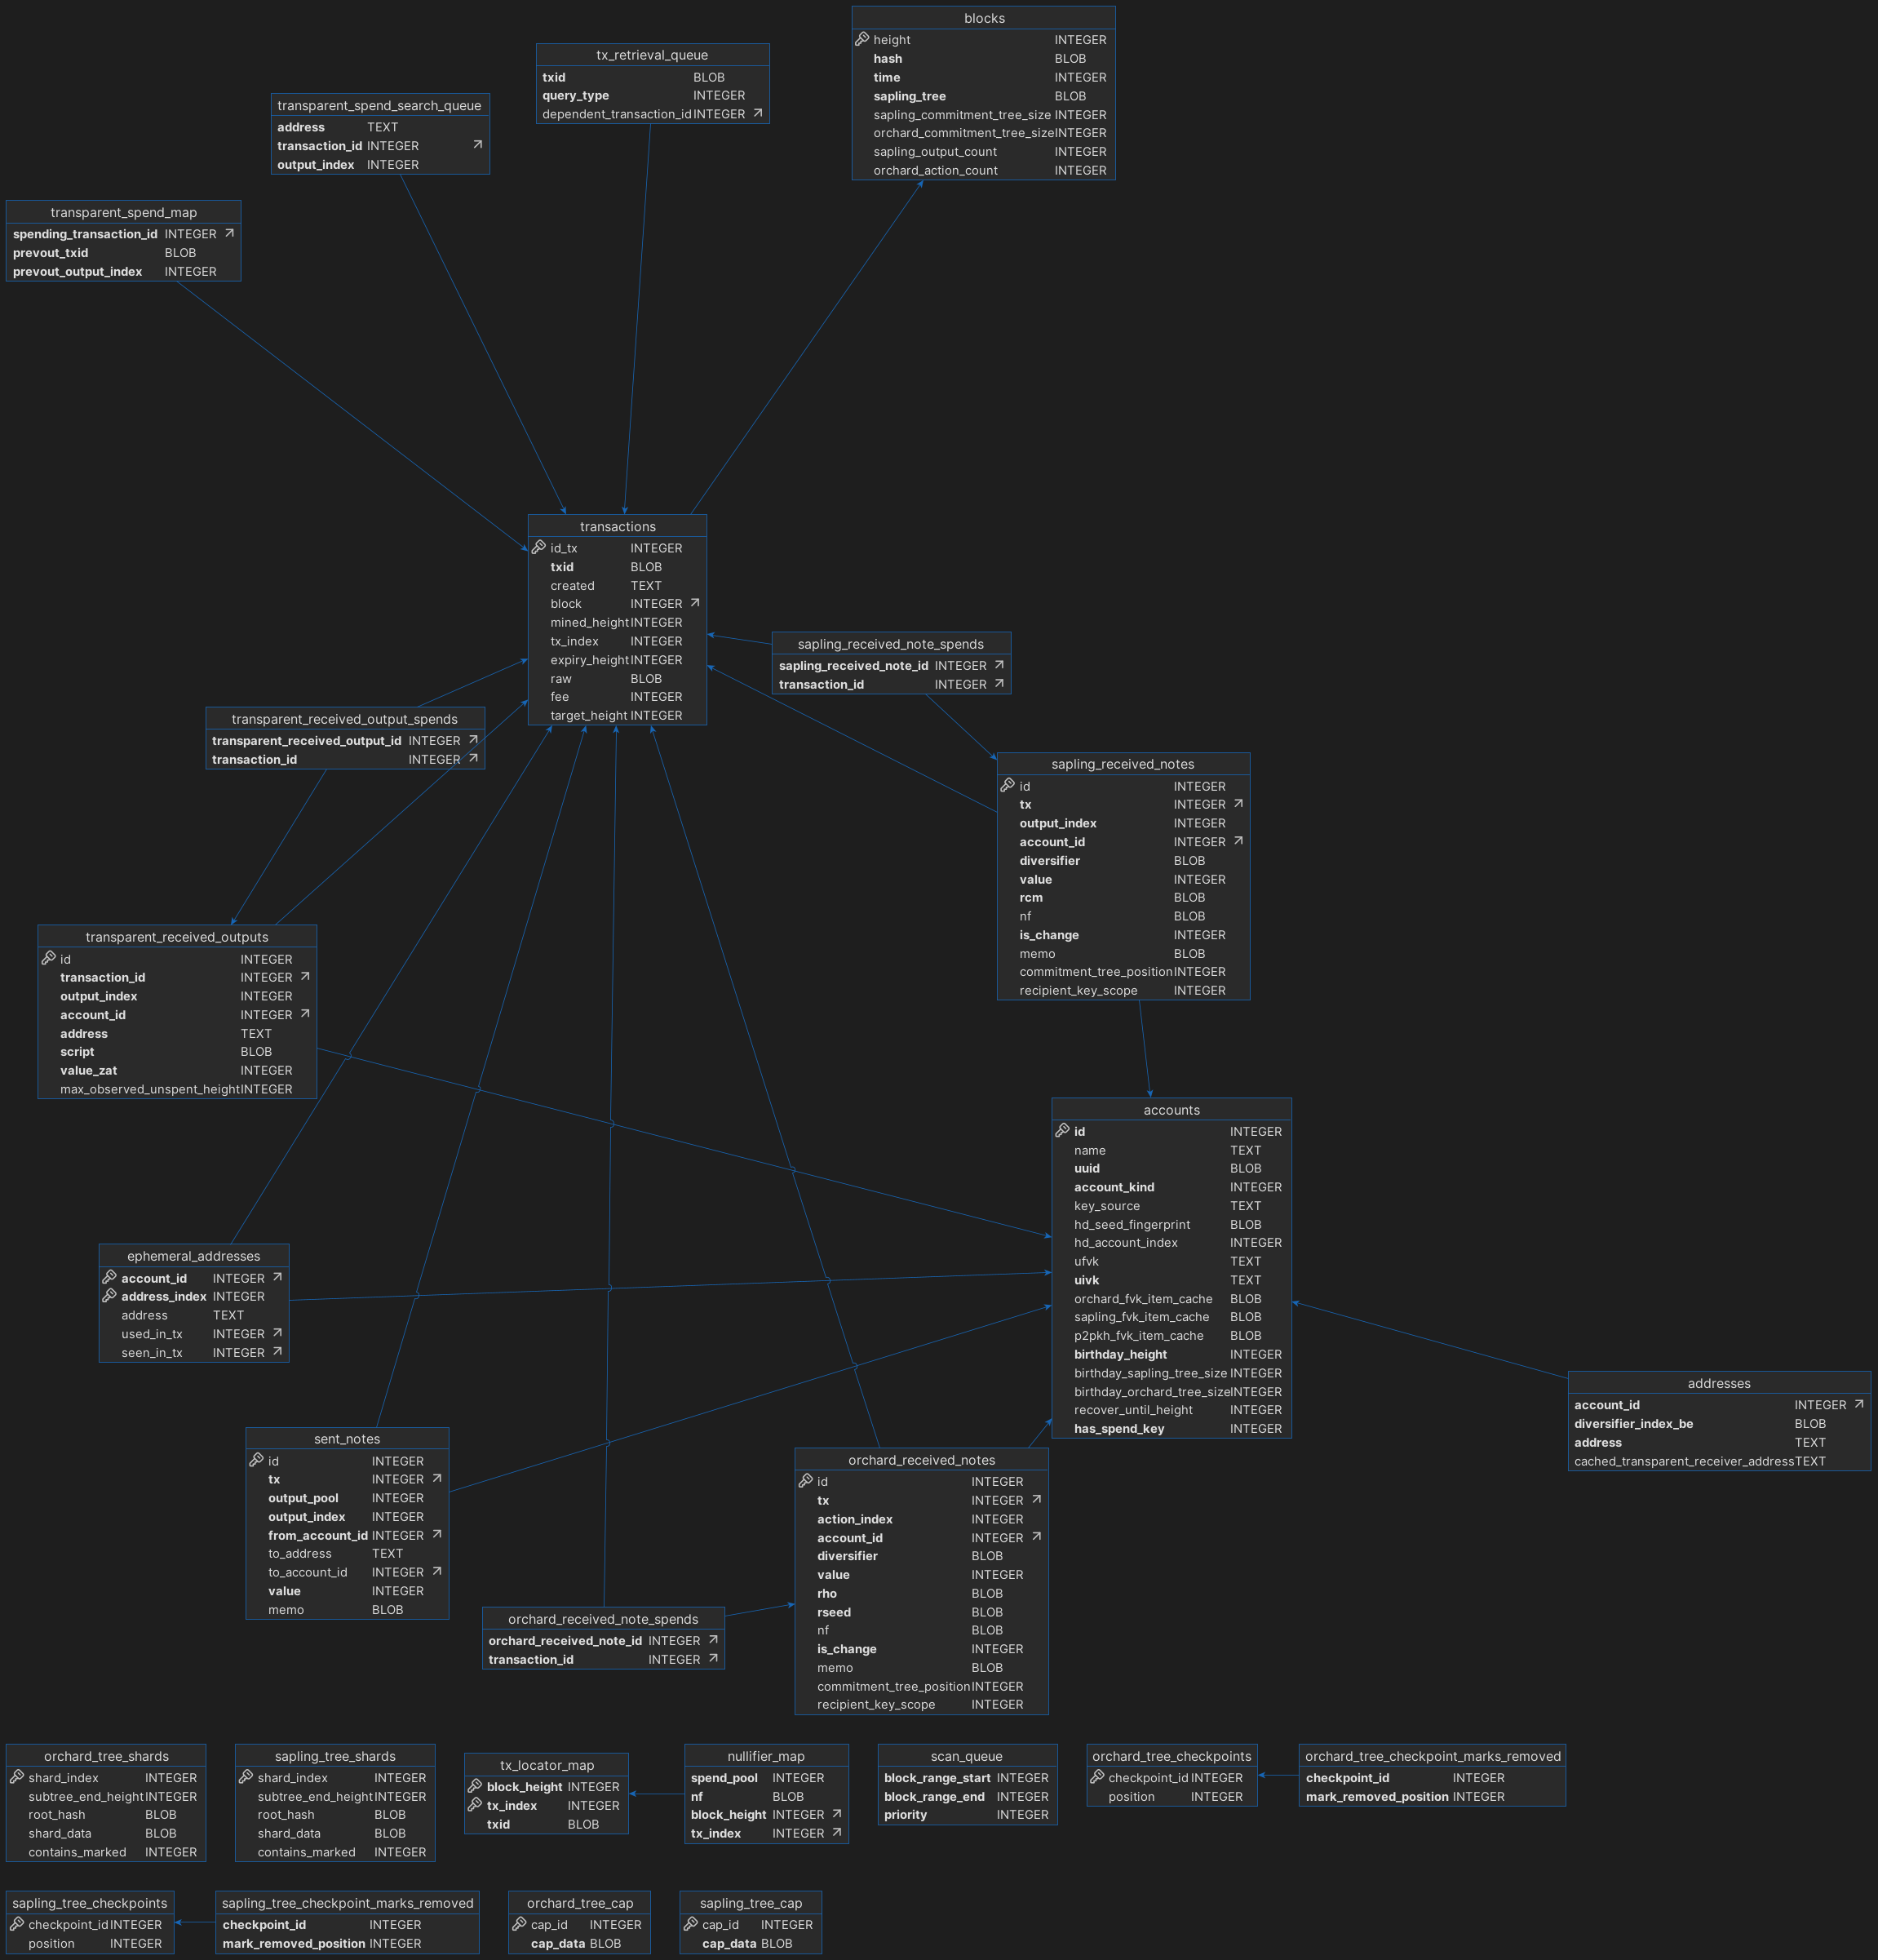 blocks
height INTEGER
hash BLOB
time INTEGER
sapling_tree BLOB
sapling_commitment_tree_size INTEGER
orchard_commitment_tree_size INTEGER
sapling_output_count INTEGER
orchard_action_count INTEGER
tx_retrieval_queue
txid BLOB
query_type INTEGER
dependent_transaction_id INTEGER
transparent_spend_search_queue
address TEXT
transaction_id INTEGER
output_index INTEGER
transparent_spend_map
spending_transaction_id INTEGER
prevout_txid BLOB
prevout_output_index INTEGER
transactions
id_tx INTEGER
txid BLOB
created TEXT
block INTEGER
mined_height INTEGER
tx_index INTEGER
expiry_height INTEGER
raw BLOB
fee INTEGER
target_height INTEGER
sapling_received_note_spends
sapling_received_note_id INTEGER
transaction_id INTEGER
transparent_received_output_spends
transparent_received_output_id INTEGER
transaction_id INTEGER
sapling_received_notes
id INTEGER
tx INTEGER
output_index INTEGER
account_id INTEGER
diversifier BLOB
value INTEGER
rcm BLOB
nf BLOB
is_change INTEGER
memo BLOB
commitment_tree_position INTEGER
recipient_key_scope INTEGER
transparent_received_outputs
id INTEGER
transaction_id INTEGER
output_index INTEGER
account_id INTEGER
address TEXT
script BLOB
value_zat INTEGER
max_observed_unspent_height INTEGER
accounts
id INTEGER
name TEXT
uuid BLOB
account_kind INTEGER
key_source TEXT
hd_seed_fingerprint BLOB
hd_account_index INTEGER
ufvk TEXT
uivk TEXT
orchard_fvk_item_cache BLOB
sapling_fvk_item_cache BLOB
p2pkh_fvk_item_cache BLOB
birthday_height INTEGER
birthday_sapling_tree_size INTEGER
birthday_orchard_tree_size INTEGER
recover_until_height INTEGER
has_spend_key INTEGER
ephemeral_addresses
account_id INTEGER
address_index INTEGER
address TEXT
used_in_tx INTEGER
seen_in_tx INTEGER
addresses
account_id INTEGER
diversifier_index_be BLOB
address TEXT
cached_transparent_receiver_address TEXT
sent_notes
id INTEGER
tx INTEGER
output_pool INTEGER
output_index INTEGER
from_account_id INTEGER
to_address TEXT
to_account_id INTEGER
value INTEGER
memo BLOB
orchard_received_notes
id INTEGER
tx INTEGER
action_index INTEGER
account_id INTEGER
diversifier BLOB
value INTEGER
rho BLOB
rseed BLOB
nf BLOB
is_change INTEGER
memo BLOB
commitment_tree_position INTEGER
recipient_key_scope INTEGER
orchard_received_note_spends
orchard_received_note_id INTEGER
transaction_id INTEGER
orchard_tree_shards
shard_index INTEGER
subtree_end_height INTEGER
root_hash BLOB
shard_data BLOB
contains_marked INTEGER
sapling_tree_shards
shard_index INTEGER
subtree_end_height INTEGER
root_hash BLOB
shard_data BLOB
contains_marked INTEGER
tx_locator_map
block_height INTEGER
tx_index INTEGER
txid BLOB
nullifier_map
spend_pool INTEGER
nf BLOB
block_height INTEGER
tx_index INTEGER
scan_queue
block_range_start INTEGER
block_range_end INTEGER
priority INTEGER
orchard_tree_checkpoints
checkpoint_id INTEGER
position INTEGER
orchard_tree_checkpoint_marks_removed
checkpoint_id INTEGER
mark_removed_position INTEGER
sapling_tree_checkpoints
checkpoint_id INTEGER
position INTEGER
sapling_tree_checkpoint_marks_removed
checkpoint_id INTEGER
mark_removed_position INTEGER
orchard_tree_cap
cap_id INTEGER
cap_data BLOB
sapling_tree_cap
cap_id INTEGER
cap_data BLOB